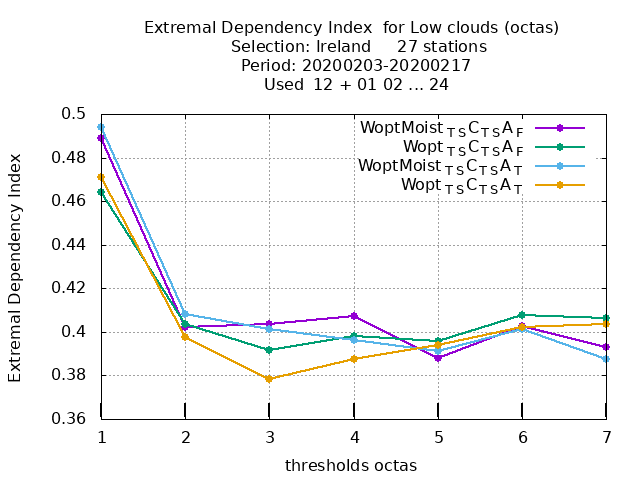 Extremal Dependency Index  for Low clouds (octas)
Selection: Ireland     27 stations
Period: 20200203-20200217
Used  12 + 01 02 ... 24
WoptMoist TS C TS A F
Wopt TS C TS A F
WoptMoist TS C TS A T
Wopt TS C TS A T
Extremal Dependency Index
0.5
0.48
0.46
0.44
0.42
0.4
0.38
0.36
1 2 3 4 5 6 7
thresholds octas